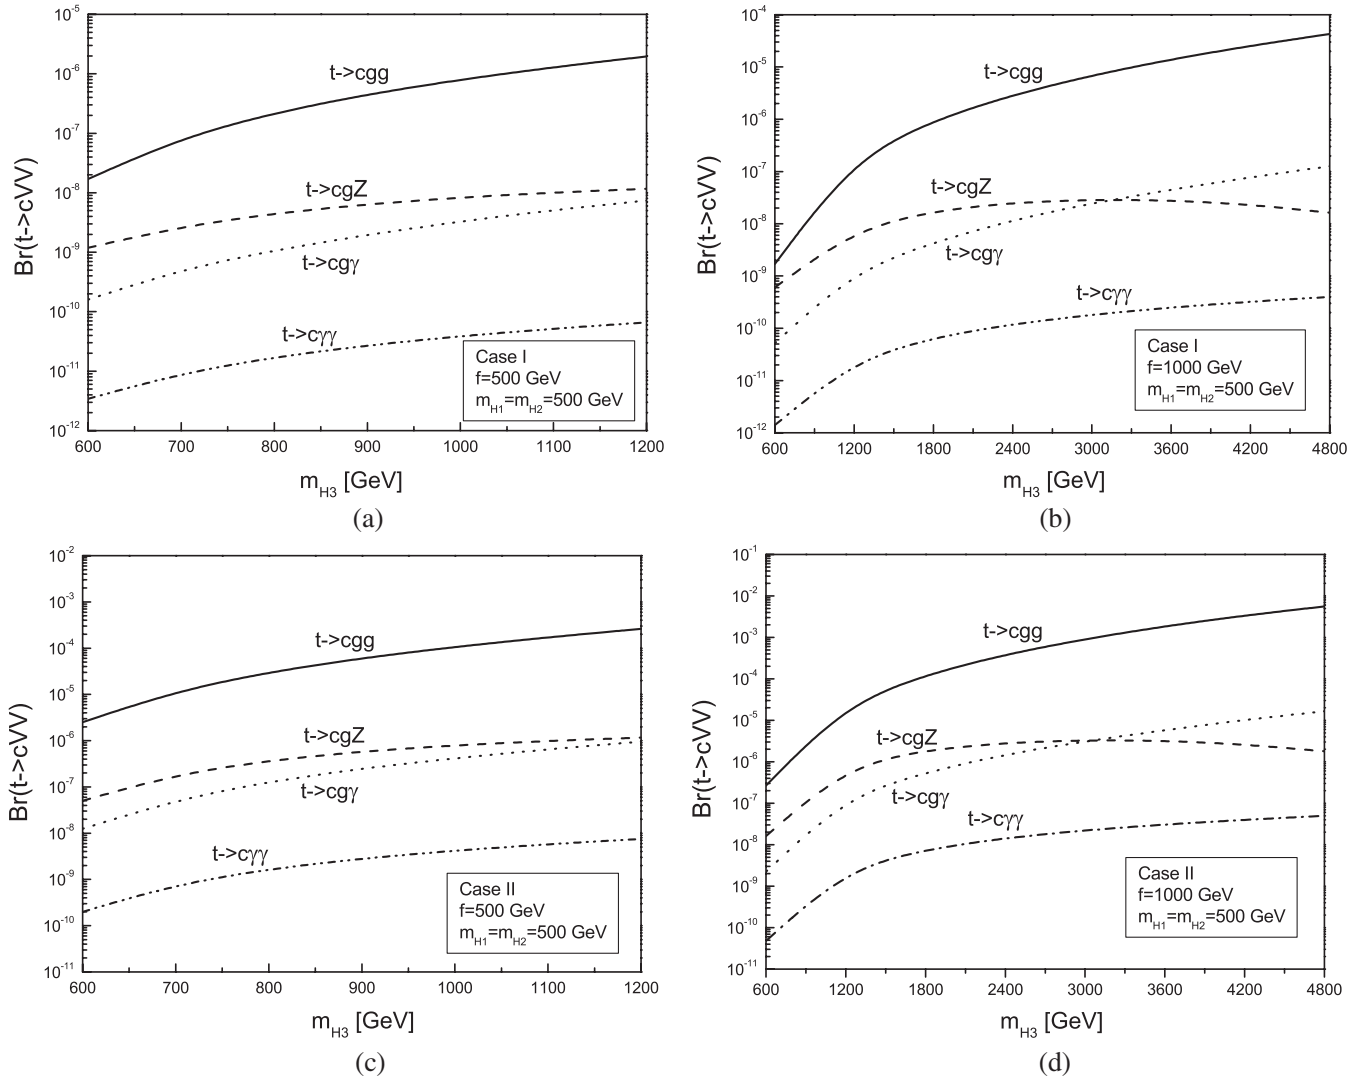 10^-5
10^-6
10^-7
10^-8
10^-9
10^-10
10^-11
10^-12
Br(t->cVV)
t->cgg
t->cgZ
t->cgγ
t->cγγ
Case I
f=500 GeV
m_H1=m_H2=500 GeV
600 700 800 900 1000 1100 1200
m_H3 [GeV]
(a)
10^-4
10^-5
10^-6
10^-7
10^-8
10^-9
10^-10
10^-11
10^-12
Br(t->cVV)
t->cgg
t->cgZ
t->cgγ
t->cγγ
Case I
f=1000 GeV
m_H1=m_H2=500 GeV
600 1200 1800 2400 3000 3600 4200 4800
m_H3 [GeV]
(b)
10^-2
10^-3
10^-4
10^-5
10^-6
10^-7
10^-8
10^-9
10^-10
10^-11
Br(t->cVV)
t->cgg
t->cgZ
t->cgγ
t->cγγ
Case II
f=500 GeV
m_H1=m_H2=500 GeV
600 700 800 900 1000 1100 1200
m_H3 [GeV]
(c)
10^-1
10^-2
10^-3
10^-4
10^-5
10^-6
10^-7
10^-8
10^-9
10^-10
10^-11
Br(t->cVV)
t->cgg
t->cgZ
t->cgγ
t->cγγ
Case II
f=1000 GeV
m_H1=m_H2=500 GeV
600 1200 1800 2400 3000 3600 4200 4800
m_H3 [GeV]
(d)